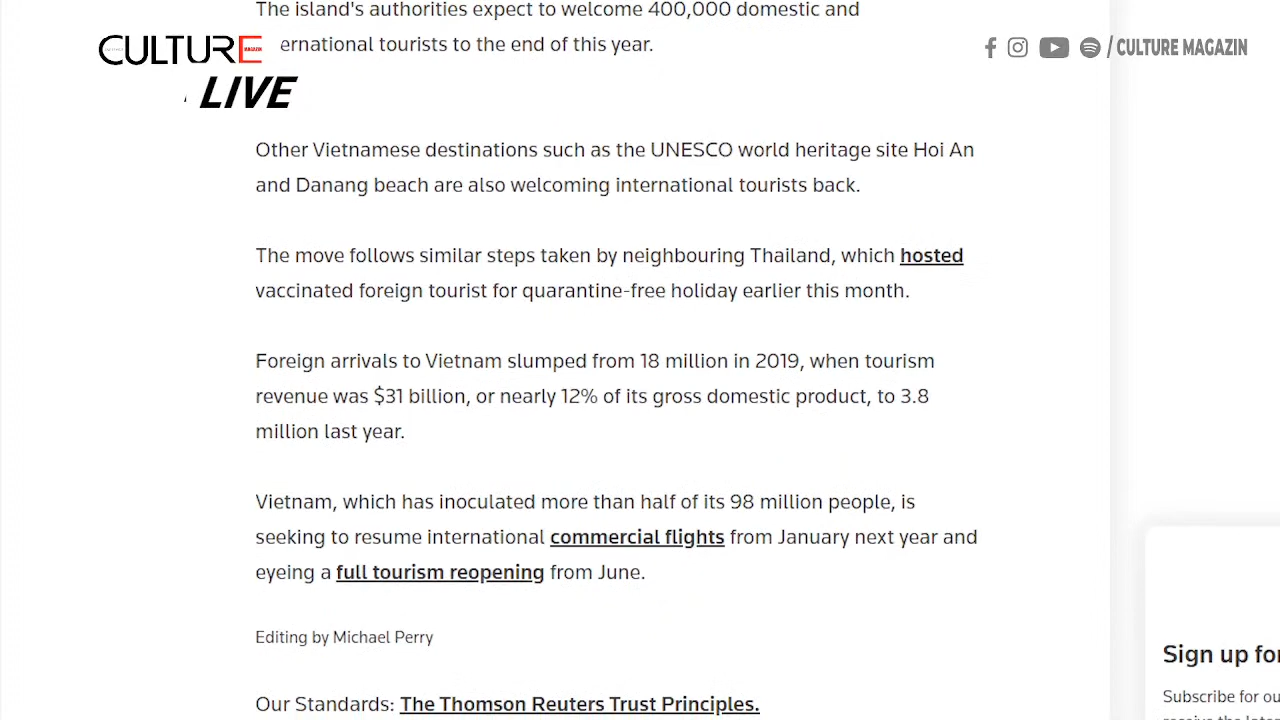 The island's authorities expect to welcome 400,000 domestic and
ernational tourists to the end of this year.
CULTURE
MAGAZIN
LIVE
/ CULTURE MAGAZIN
Other Vietnamese destinations such as the UNESCO world heritage site Hoi An
and Danang beach are also welcoming international tourists back.
The move follows similar steps taken by neighbouring Thailand, which hosted
vaccinated foreign tourist for quarantine-free holiday earlier this month.
Foreign arrivals to Vietnam slumped from 18 million in 2019, when tourism
revenue was $31 billion, or nearly 12% of its gross domestic product, to 3.8
million last year.
Vietnam, which has inoculated more than half of its 98 million people, is
seeking to resume international commercial flights from January next year and
eyeing a full tourism reopening from June.
Editing by Michael Perry
Our Standards: The Thomson Reuters Trust Principles.
Sign up for
Subscribe for ou